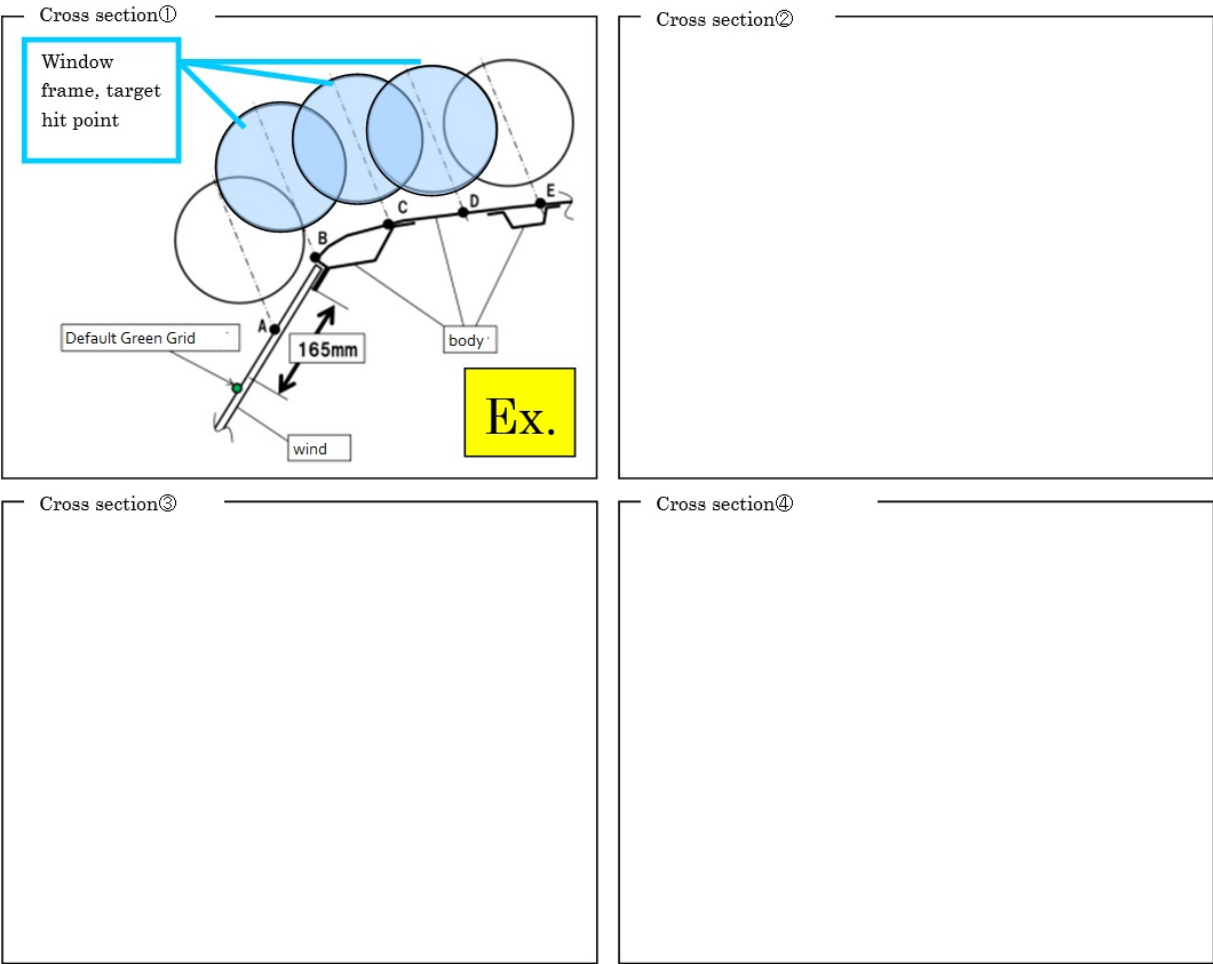 Cross section①
Window
frame, target
hit point
A
B
C
D
E
Default Green Grid
165mm
body
wind
Ex.
Cross section②
Cross section③
Cross section④